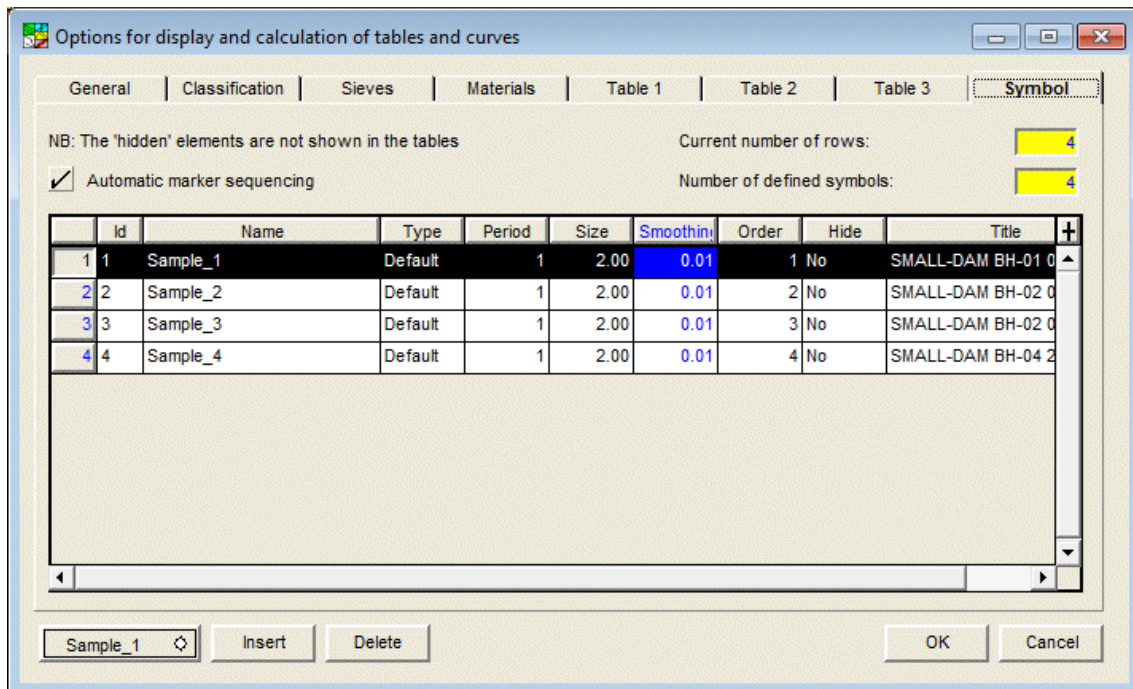 Options for display and calculation of tables and curves
General Classification Sieves Materials Table 1 Table 2 Table 3 Symbol
NB: The 'hidden' elements are not shown in the tables Current number of rows: 4
Automatic marker sequencing Number of defined symbols: 4
Id Name Type Period Size Smoothin Order Hide Title +
1 1 Sample_1 Default 1 2.00 0.01 1 No SMALL-DAM BH-01 0
2 2 Sample_2 Default 1 2.00 0.01 2 No SMALL-DAM BH-02 0
3 3 Sample_3 Default 1 2.00 0.01 3 No SMALL-DAM BH-02 0
4 4 Sample_4 Default 1 2.00 0.01 4 No SMALL-DAM BH-04 2
Sample_1 Insert Delete OK Cancel